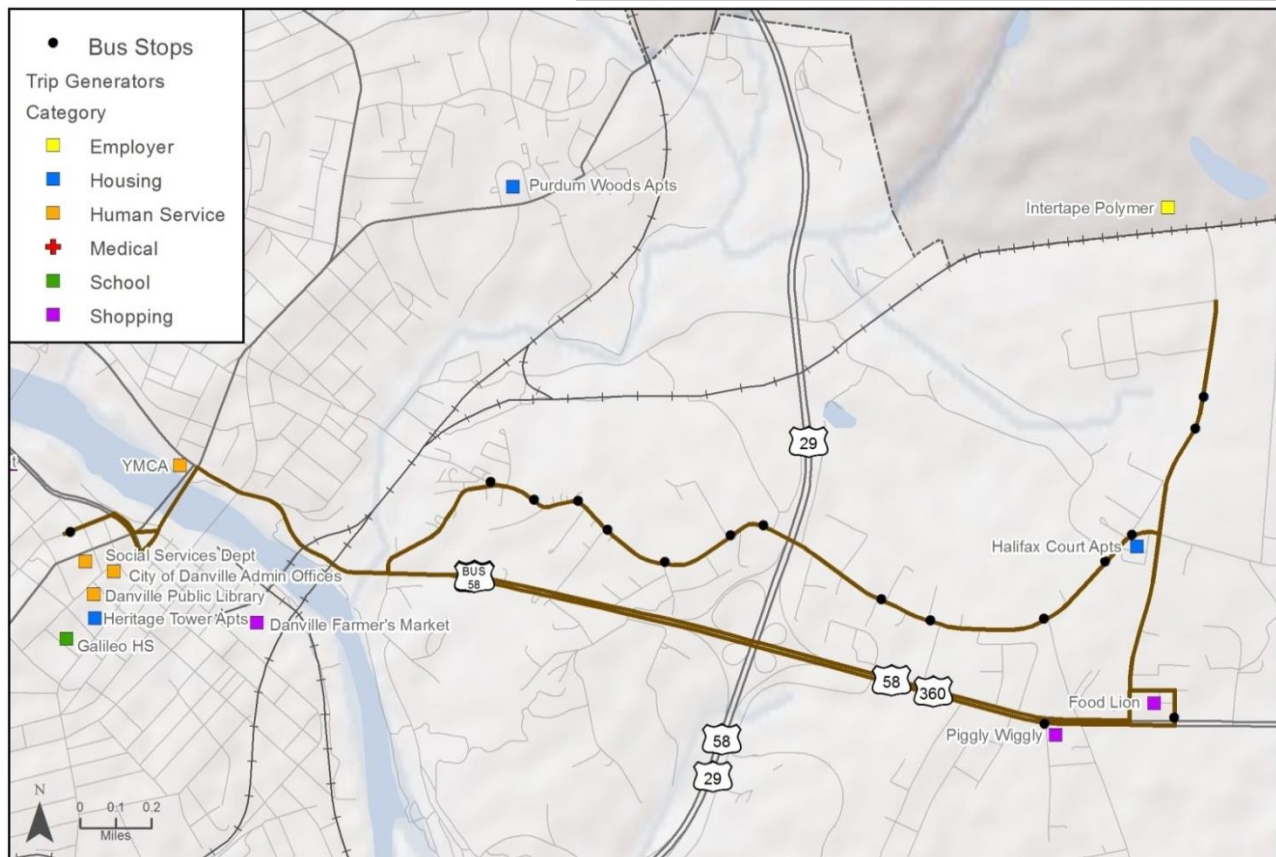 Bus Stops
Trip Generators
Category
Employer
Housing
Human Service
Medical
School
Shopping
Purdum Woods Apts
Intertape Polymer
29
YMCA
t
Social Services Dept
City of Danville Admin Offices
Danville Public Library
Heritage Tower Apts
Galileo HS
Danville Farmer's Market
BUS
58
Halifax Court Apts
58
360
Food Lion
Piggly Wiggly
58
29
N
0 0.1 0.2
Miles